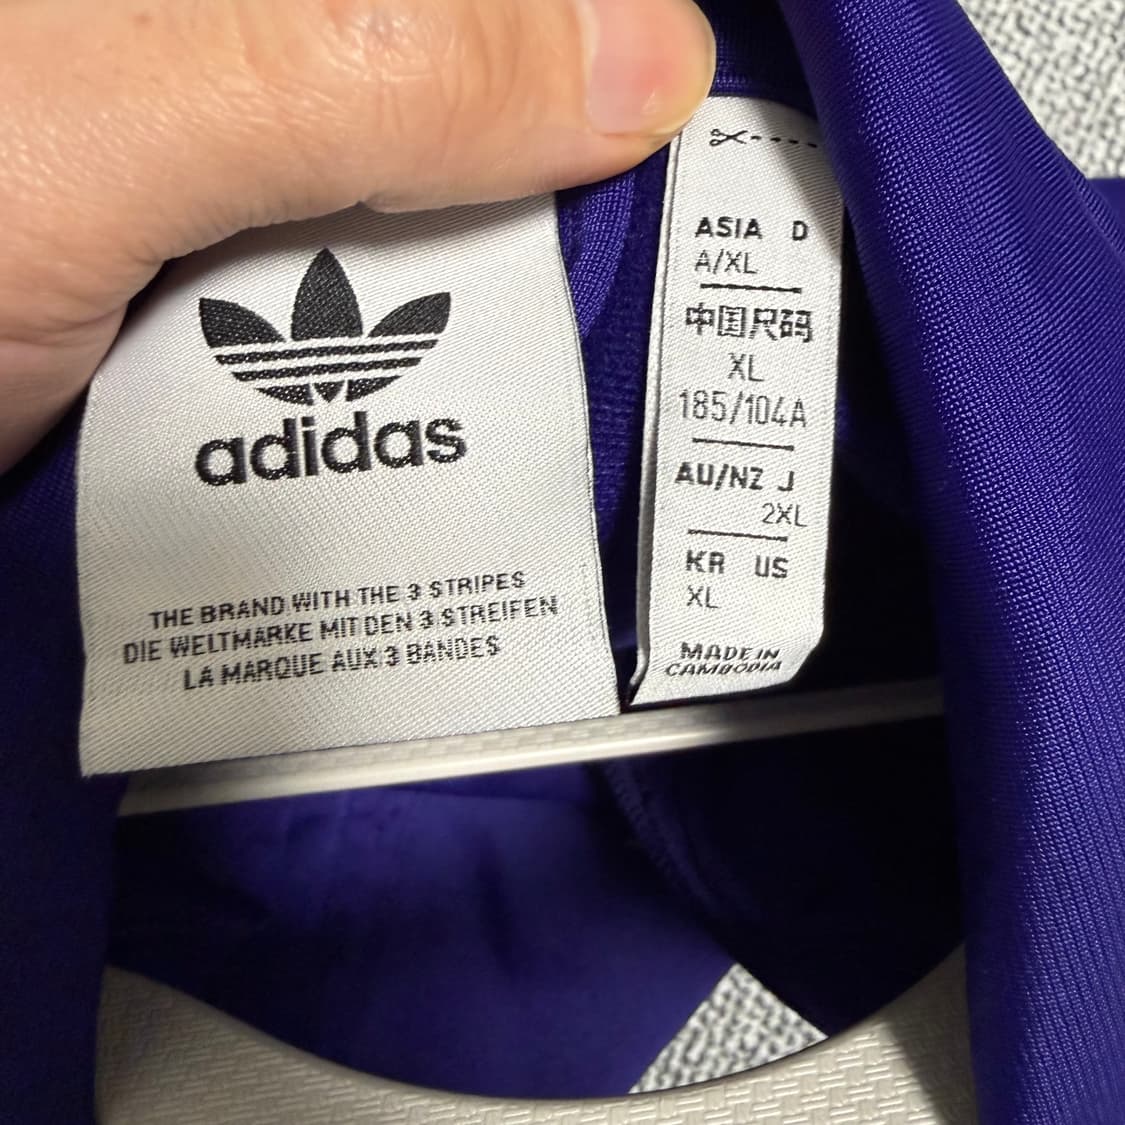 adidas
THE BRAND WITH THE 3 STRIPES
DIE WELTMARKE MIT DEN 3 STREIFEN
LA MARQUE AUX 3 BANDES
ASIA D
A/XL
中国尺码
XL
185/104A
AU/NZ J
2XL
KR US
XL
MADE IN
CAMBODIA